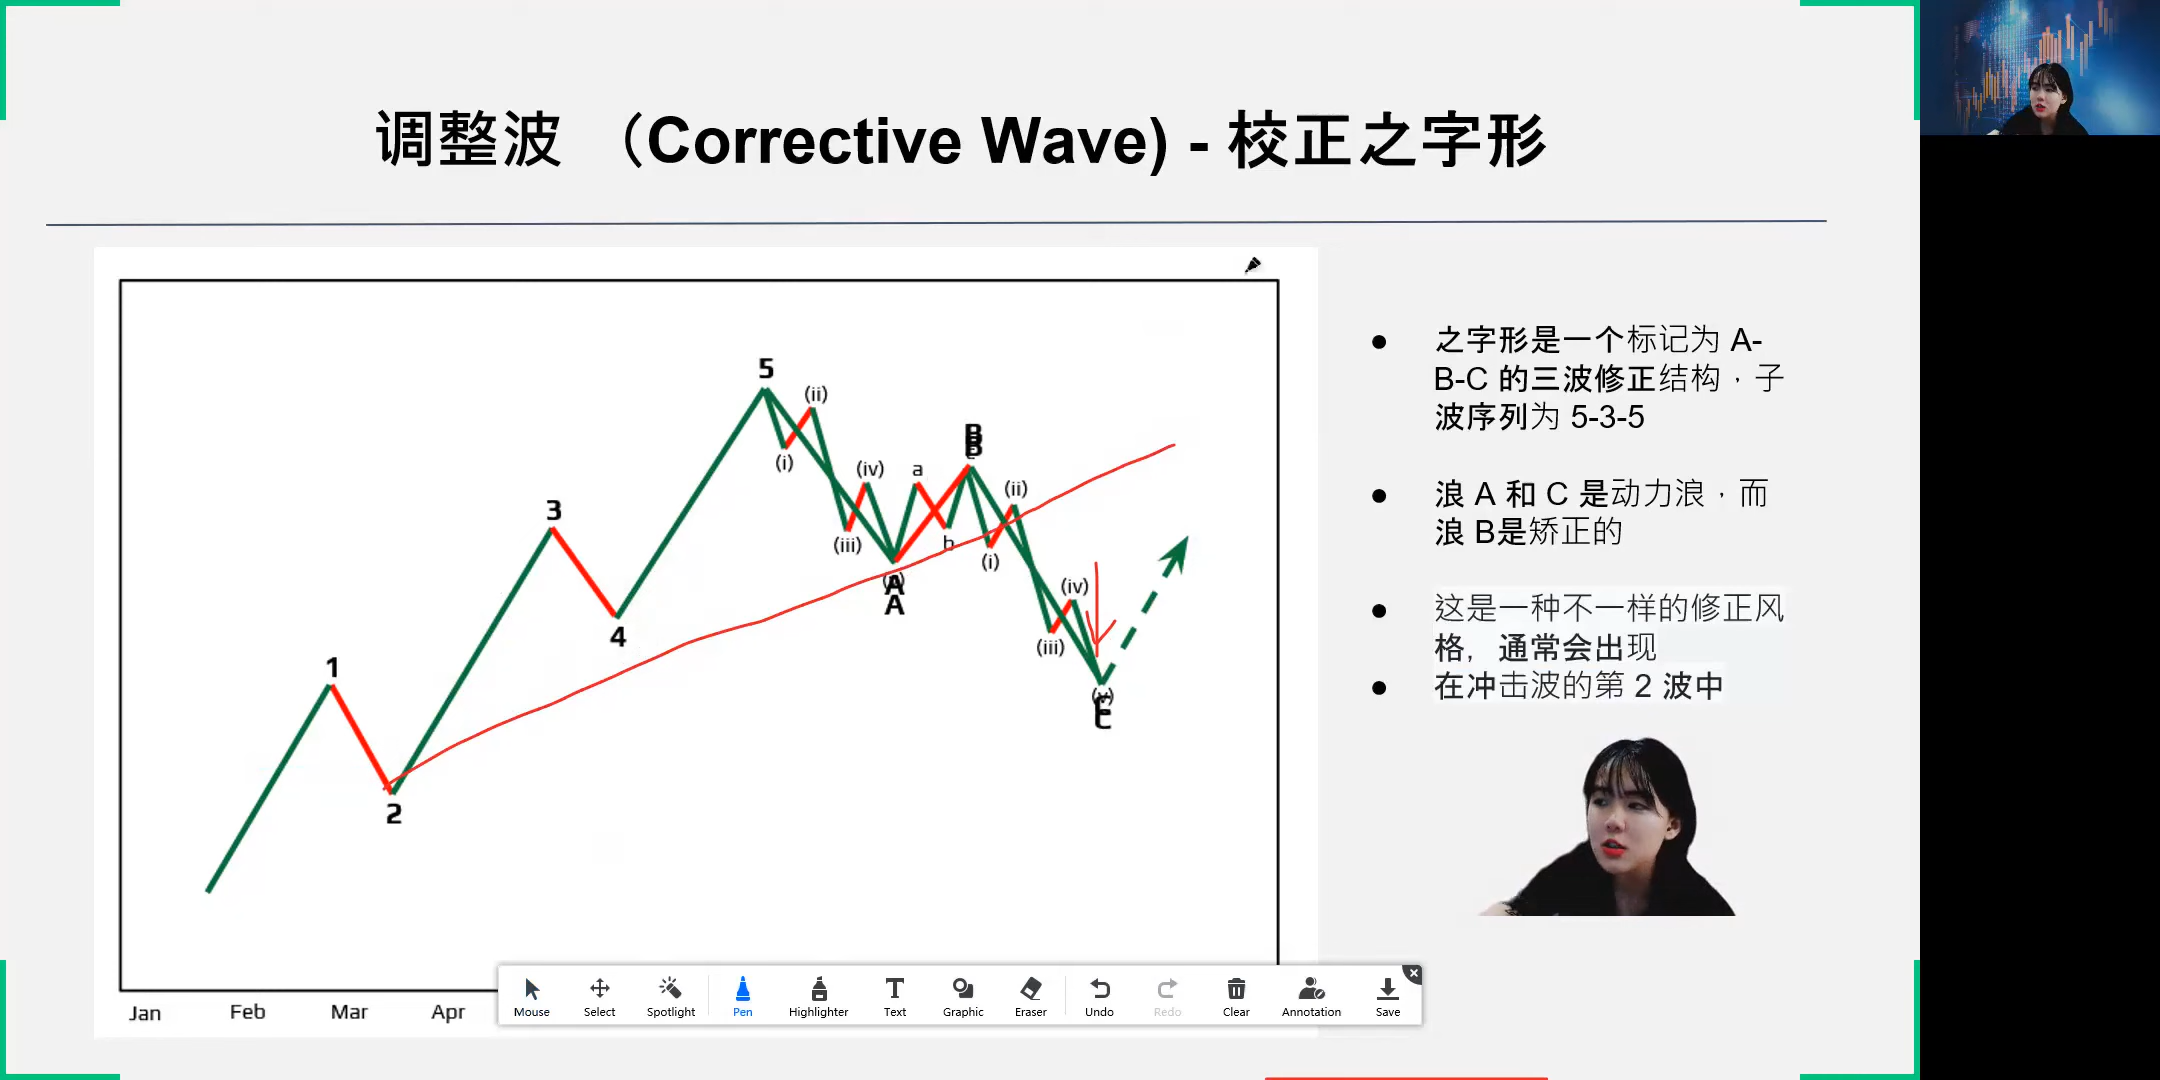 调整波 （Corrective Wave) - 校正之字形
5
(ii)
(i)
B
B
(iv)
a
(ii)
3
(iii)
b
(i)
A
A
(iv)
4
(iii)
1
C
2
Jan
Feb
Mar
Apr
之字形是一个标记为 A-
B-C 的三波修正结构，子
波序列为 5-3-5
浪 A 和 C 是动力浪，而
浪 B是矫正的
这是一种不一样的修正风
格，通常会出现
在冲击波的第 2 波中
Mouse
Select
Spotlight
Pen
Highlighter
Text
Graphic
Eraser
Undo
Redo
Clear
Annotation
Save